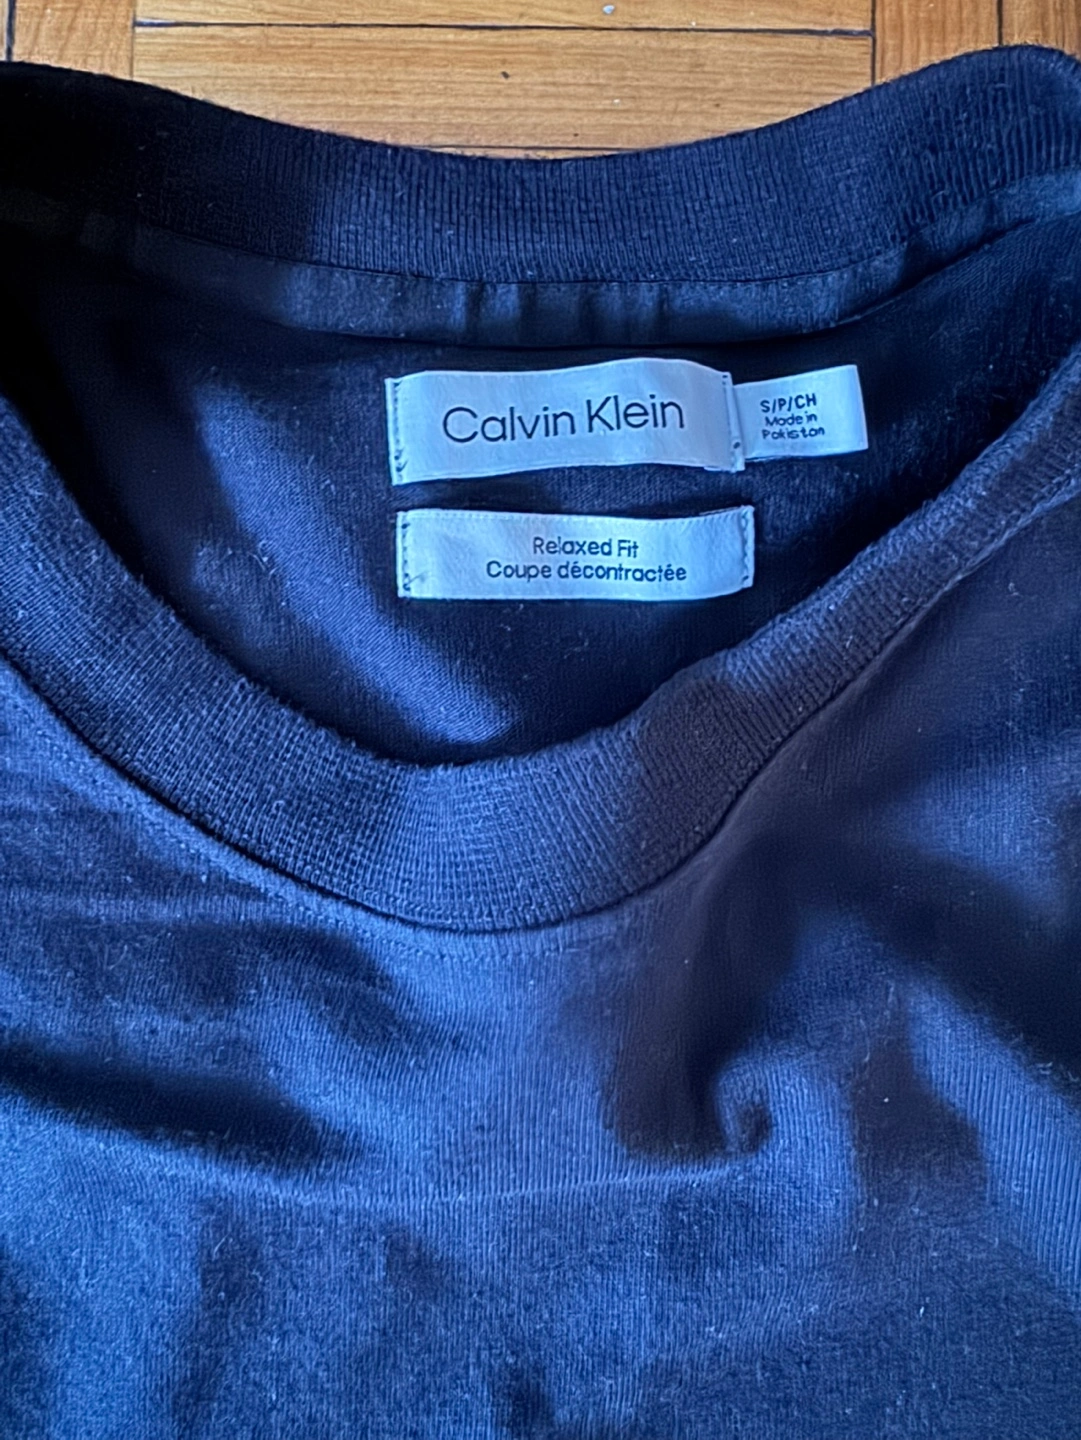 Calvin Klein
S/P/CH
Made in
Pakistan
Relaxed Fit
Coupe décontractée